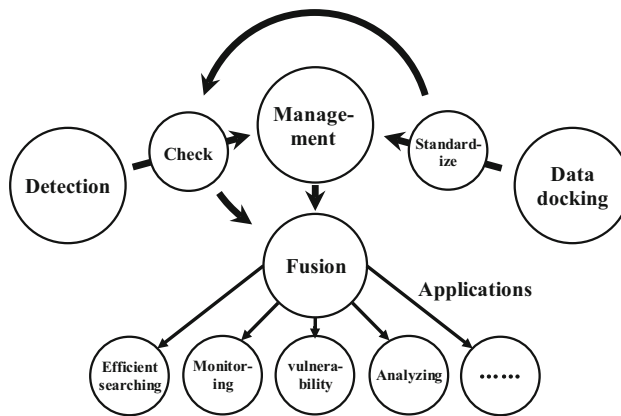 Manage-
ment
Check
Standard-
ize
Detection
Data
docking
Fusion
Applications
Efficient
searching
Monitor-
ing
vulnera-
bility
Analyzing
……